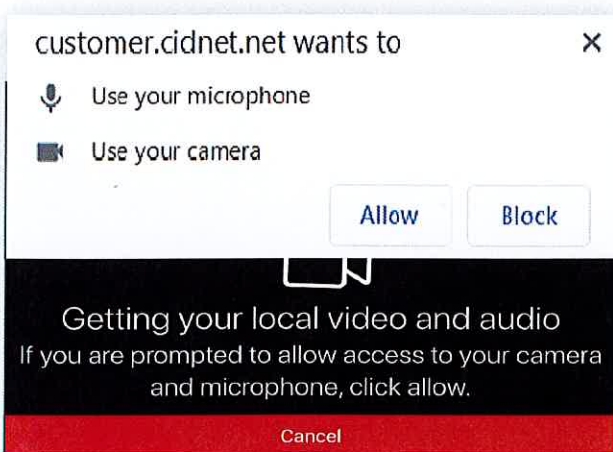 customer.cidnet.net wants to
Use your microphone
Use your camera
Allow Block
Getting your local video and audio
If you are prompted to allow access to your camera
and microphone, click allow.
Cancel